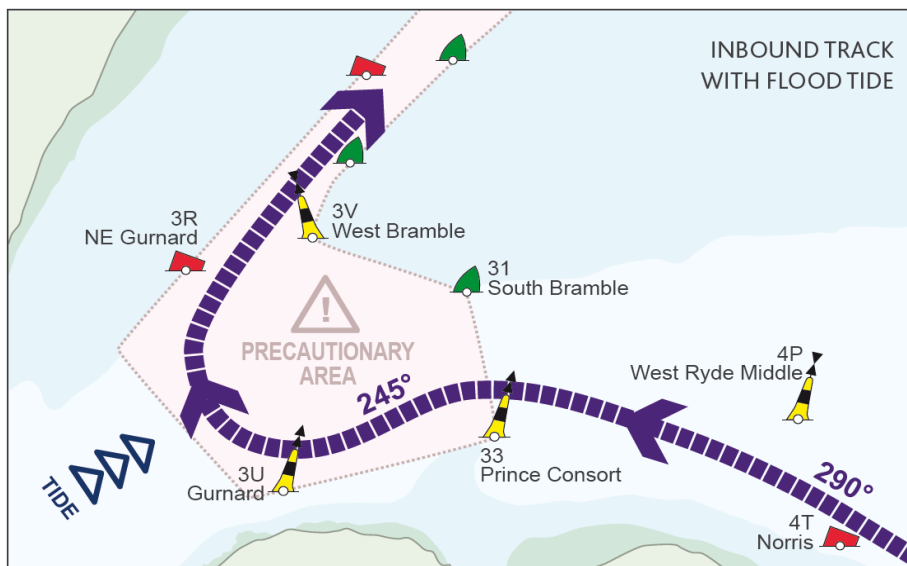 INBOUND TRACK
WITH FLOOD TIDE
3R
NE Gurnard
3V
West Bramble
31
South Bramble
!
PRECAUTIONARY
AREA
4P
West Ryde Middle
245°
33
Prince Consort
3U
Gurnard
TIDE
290°
4T
Norris